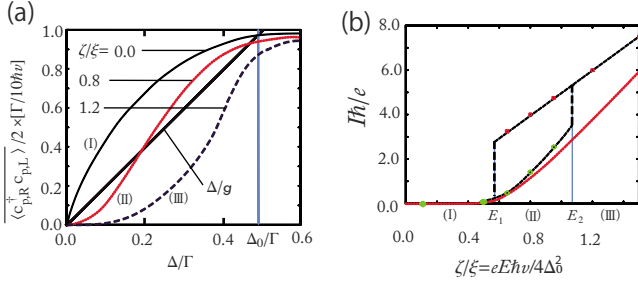 (a)
⟨c†p,R cp,L⟩/2 ×[Γ/10ħv]
1.0
0.8
0.6
0.4
0.2
0.0
ζ/ξ= 0.0
0.8
1.2
(I)
(II)
(III)
Δ/g
0.0 0.2 0.4 Δ₀/Γ 0.6
Δ/Γ
(b)
Iħ/e
8.0
6.0
4.0
2.0
0.0
0.0 0.4 0.8 1.2
(I) E₁ (II) E₂ (III)
ζ/ξ=eEħv/4Δ₀²